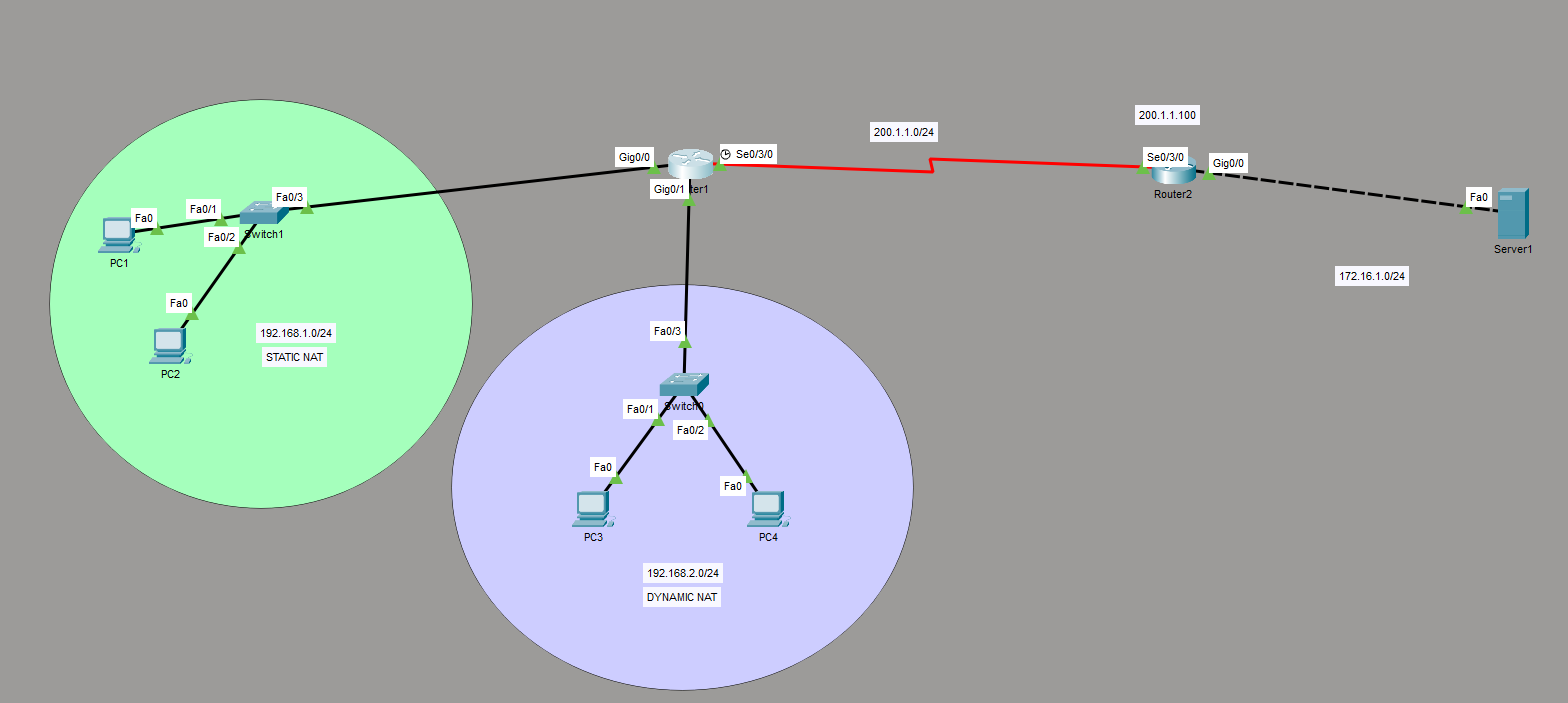 200.1.1.100
200.1.1.0/24
Gig0/0
Se0/3/0
Se0/3/0
Gig0/0
Gig0/1
ter1
Router2
Fa0/3
Fa0
Fa0/1
Fa0
Fa0/2
Switch1
Server1
PC1
172.16.1.0/24
Fa0
192.168.1.0/24
Fa0/3
STATIC NAT
PC2
Fa0/1
Switch0
Fa0/2
Fa0
Fa0
PC3
PC4
192.168.2.0/24
DYNAMIC NAT